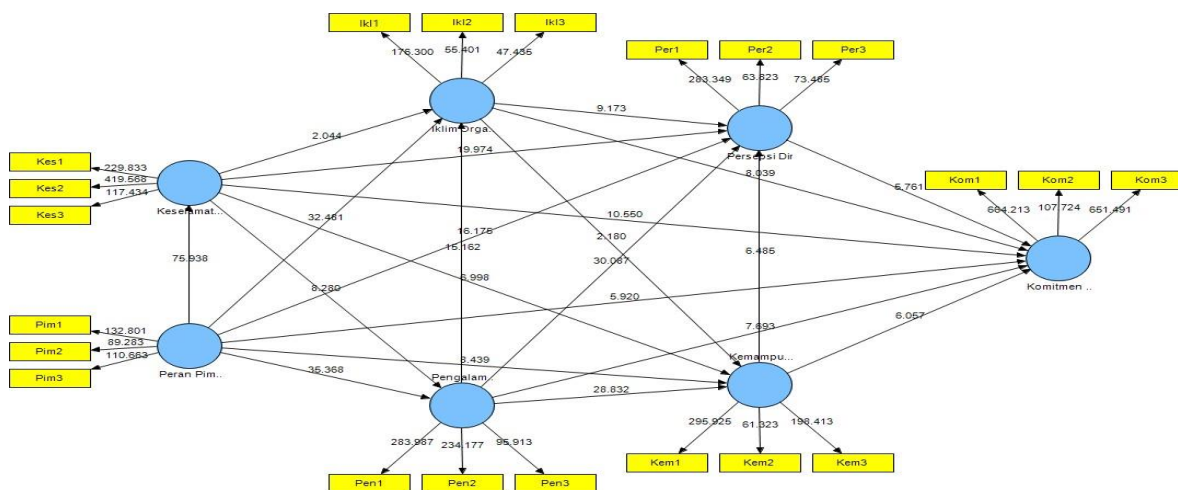 Ikl1
Ikl2
Ikl3
176.300
55.401
47.435
Iklim Orga..
Per1
Per2
Per3
283.349
63.823
73.485
Persepsi Dir
Kes1
Kes2
Kes3
229.833
419.568
117.434
Keselamat...
2.044
9.173
19.974
8.039
5.761
Kom1
Kom2
Kom3
664.213
107.724
651.491
Komitmen ..
10.550
32.481
16.175
15.162
2.180
30.087
6.485
75.938
8.280
6.998
5.920
7.693
6.057
Pim1
Pim2
Pim3
132.801
89.283
110.663
Peran Pim..
35.368
8.439
28.832
Pengalam..
Kemampu...
283.987
234.177
95.913
Pen1
Pen2
Pen3
295.925
61.323
198.413
Kem1
Kem2
Kem3